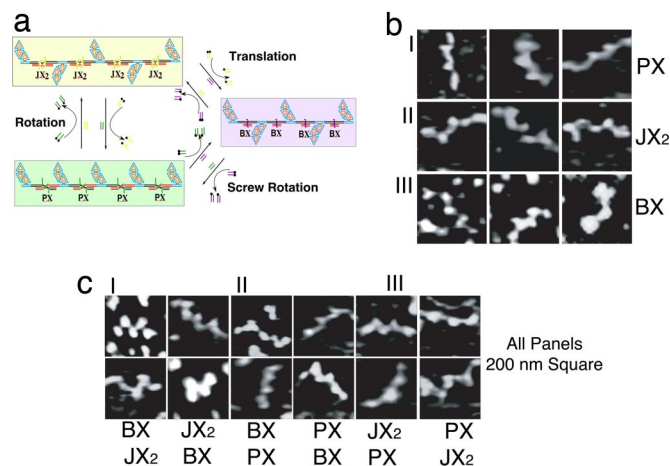 a
Translation
JX2 JX2 JX2 JX2
Rotation
BX BX BX BX
PX PX PX PX
Screw Rotation
b
I
PX
II
JX2
III
BX
c
I II III
All Panels
200 nm Square
BX JX2 BX PX JX2 PX
JX2 BX PX BX PX JX2